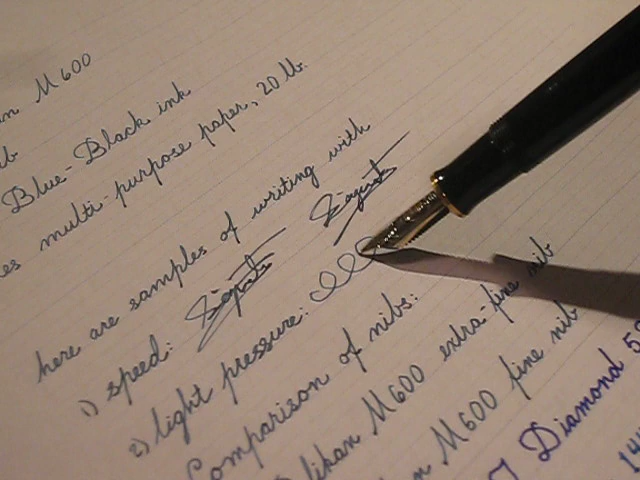 M600
Blue-Black ink
multi-purpose paper, 20 lb.
here are samples of writing with
1) speed:
2) light pressure:
Comparison of nibs:
M600 extra-fine nib
M600 fine nib
Diamond